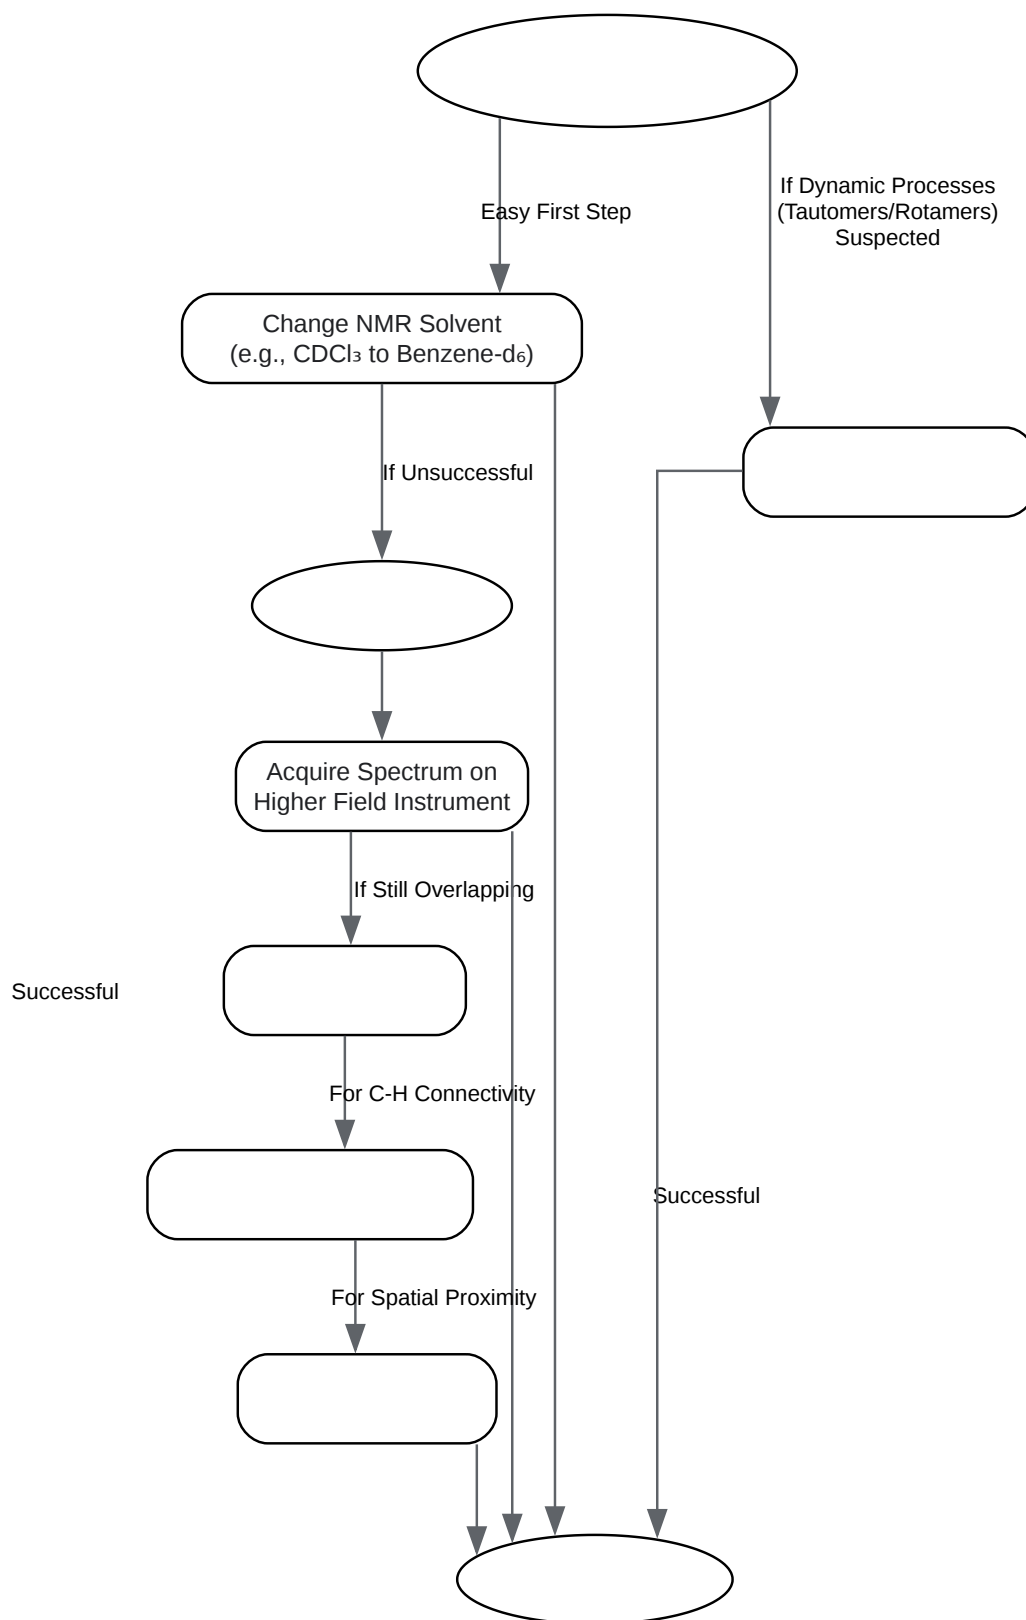 Easy First Step
If Dynamic Processes
(Tautomers/Rotamers)
Suspected
Change NMR Solvent
(e.g., CDCl₃ to Benzene-d₆)
If Unsuccessful
Acquire Spectrum on
Higher Field Instrument
If Still Overlapping
Successful
For C-H Connectivity
Successful
For Spatial Proximity